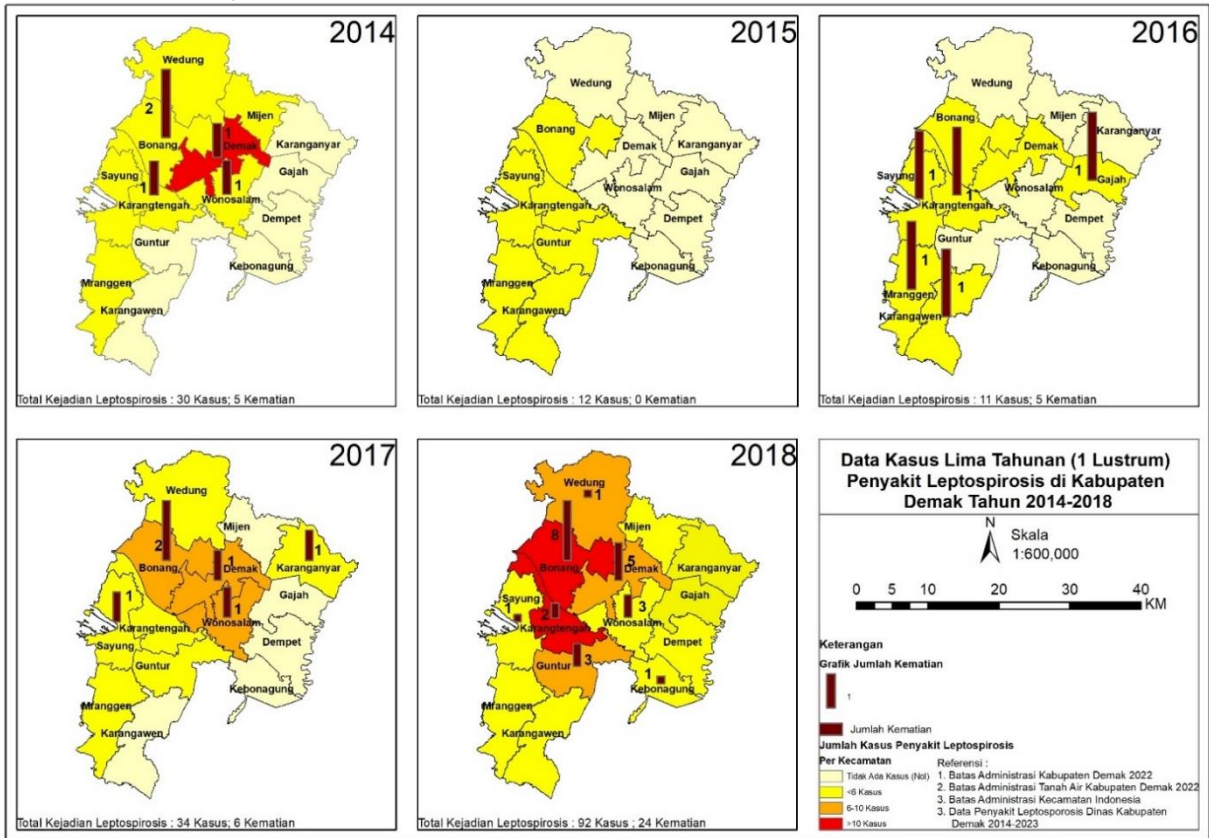 2014
Wedung
2
Mijen
1
Bonang
Demak
Karanganyar
Gajah
Sayung
1
1
Wonosalam
Karangtengah
Dempet
Guntur
Kebonagung
Mranggen
Karangawen
Total Kejadian Leptospirosis : 30 Kasus; 5 Kematian
2015
Wedung
Mijen
Bonang
Demak
Karanganyar
Gajah
Sayung
Wonosalam
Karangtengah
Dempet
Guntur
Kebonagung
Mranggen
Karangawen
Total Kejadian Leptospirosis : 12 Kasus; 0 Kematian
2016
Wedung
Mijen
Bonang
Karanganyar
Demak
Sayung
1
1
1
Gajah
Wonosalam
Karangtengah
Dempet
Guntur
1
Kebonagung
Mranggen
1
Karangawen
Total Kejadian Leptospirosis : 11 Kasus; 5 Kematian
2017
Wedung
Mijen
2
1
1
Bonang
Demak
Karanganyar
Gajah
1
1
Wonosalam
Karangtengah
Sayung
Dempet
Guntur
Kebonagung
Mranggen
Karangawen
Total Kejadian Leptospirosis : 34 Kasus; 6 Kematian
2018
Wedung
1
Mijen
8
5
Bonang
Demak
Karanganyar
Gajah
Sayung
1
2
3
Wonosalam
Karangtengah
Dempet
Guntur
3
1
Kebonagung
Mranggen
Karangawen
Total Kejadian Leptospirosis : 92 Kasus; 24 Kematian
Data Kasus Lima Tahunan (1 Lustrum)
Penyakit Leptospirosis di Kabupaten
Demak Tahun 2014-2018
N
Skala
1:600,000
0 5 10 20 30 40
KM
Keterangan
Grafik Jumlah Kematian
1
Jumlah Kematian
Jumlah Kasus Penyakit Leptospirosis
Per Kecamatan
Tidak Ada Kasus (Nol)
<6 Kasus
6-10 Kasus
>10 Kasus
Referensi :
1. Batas Administrasi Kabupaten Demak 2022
2. Batas Administrasi Tanah Air Kabupaten Demak 2022
3. Batas Administrasi Kecamatan Indonesia
3. Data Penyakit Leptosporosis Dinas Kabupaten
Demak 2014-2023